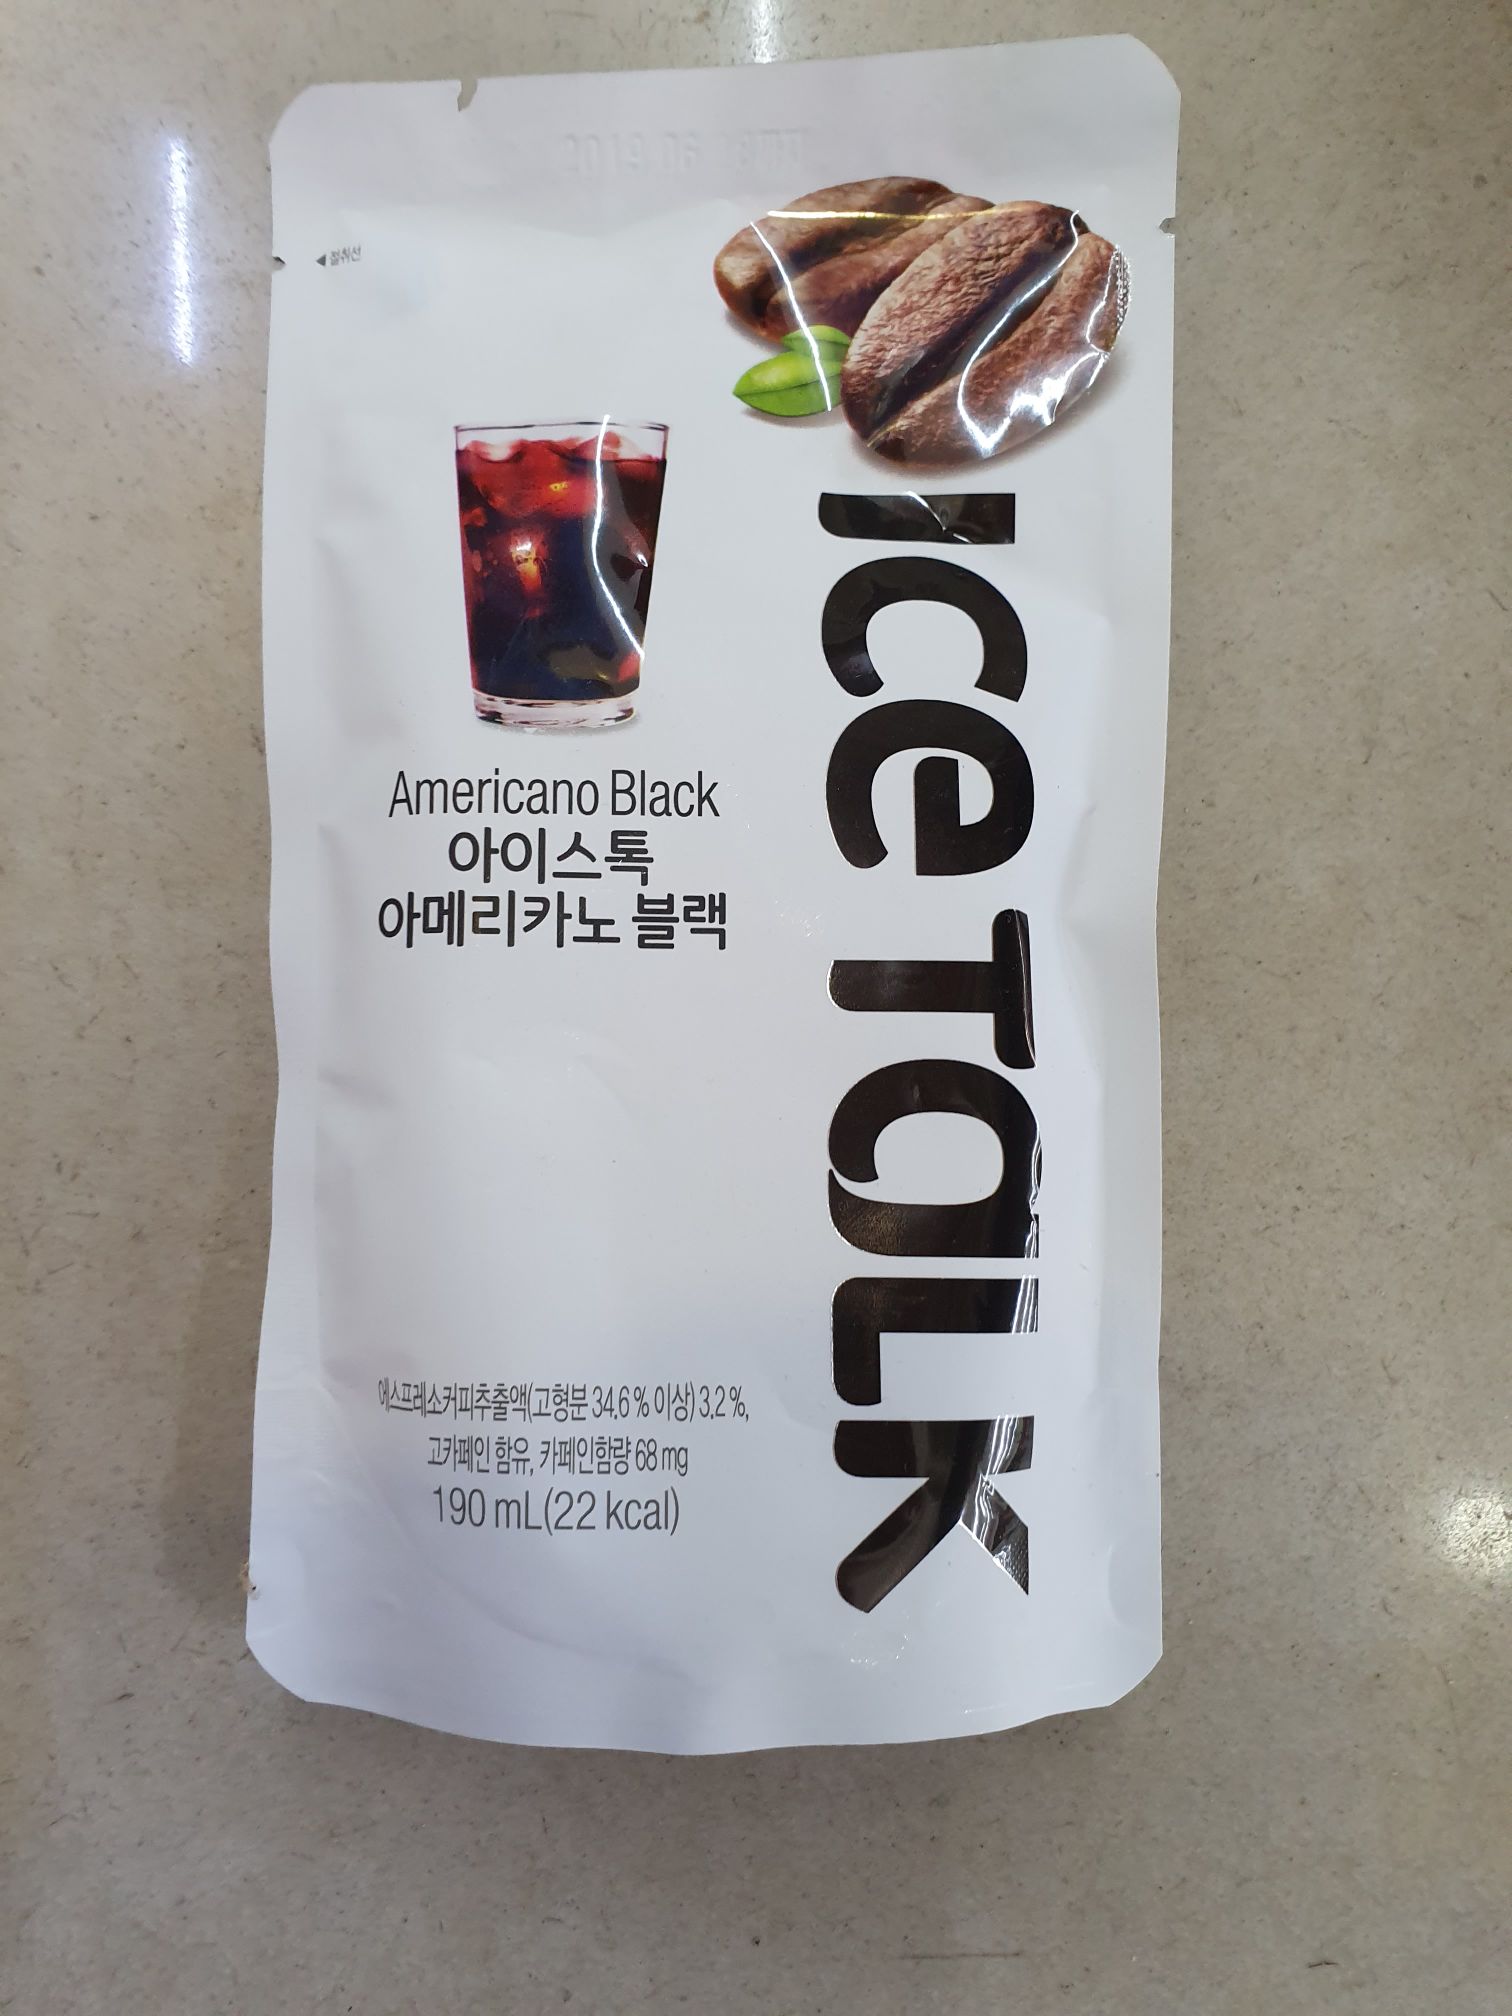 ◀절취선
Ice Talk
Americano Black
아이스톡
아메리카노 블랙
에스프레소커피추출액(고형분 34.6% 이상) 3.2%,
고카페인 함유, 카페인함량 68 mg
190 mL(22 kcal)